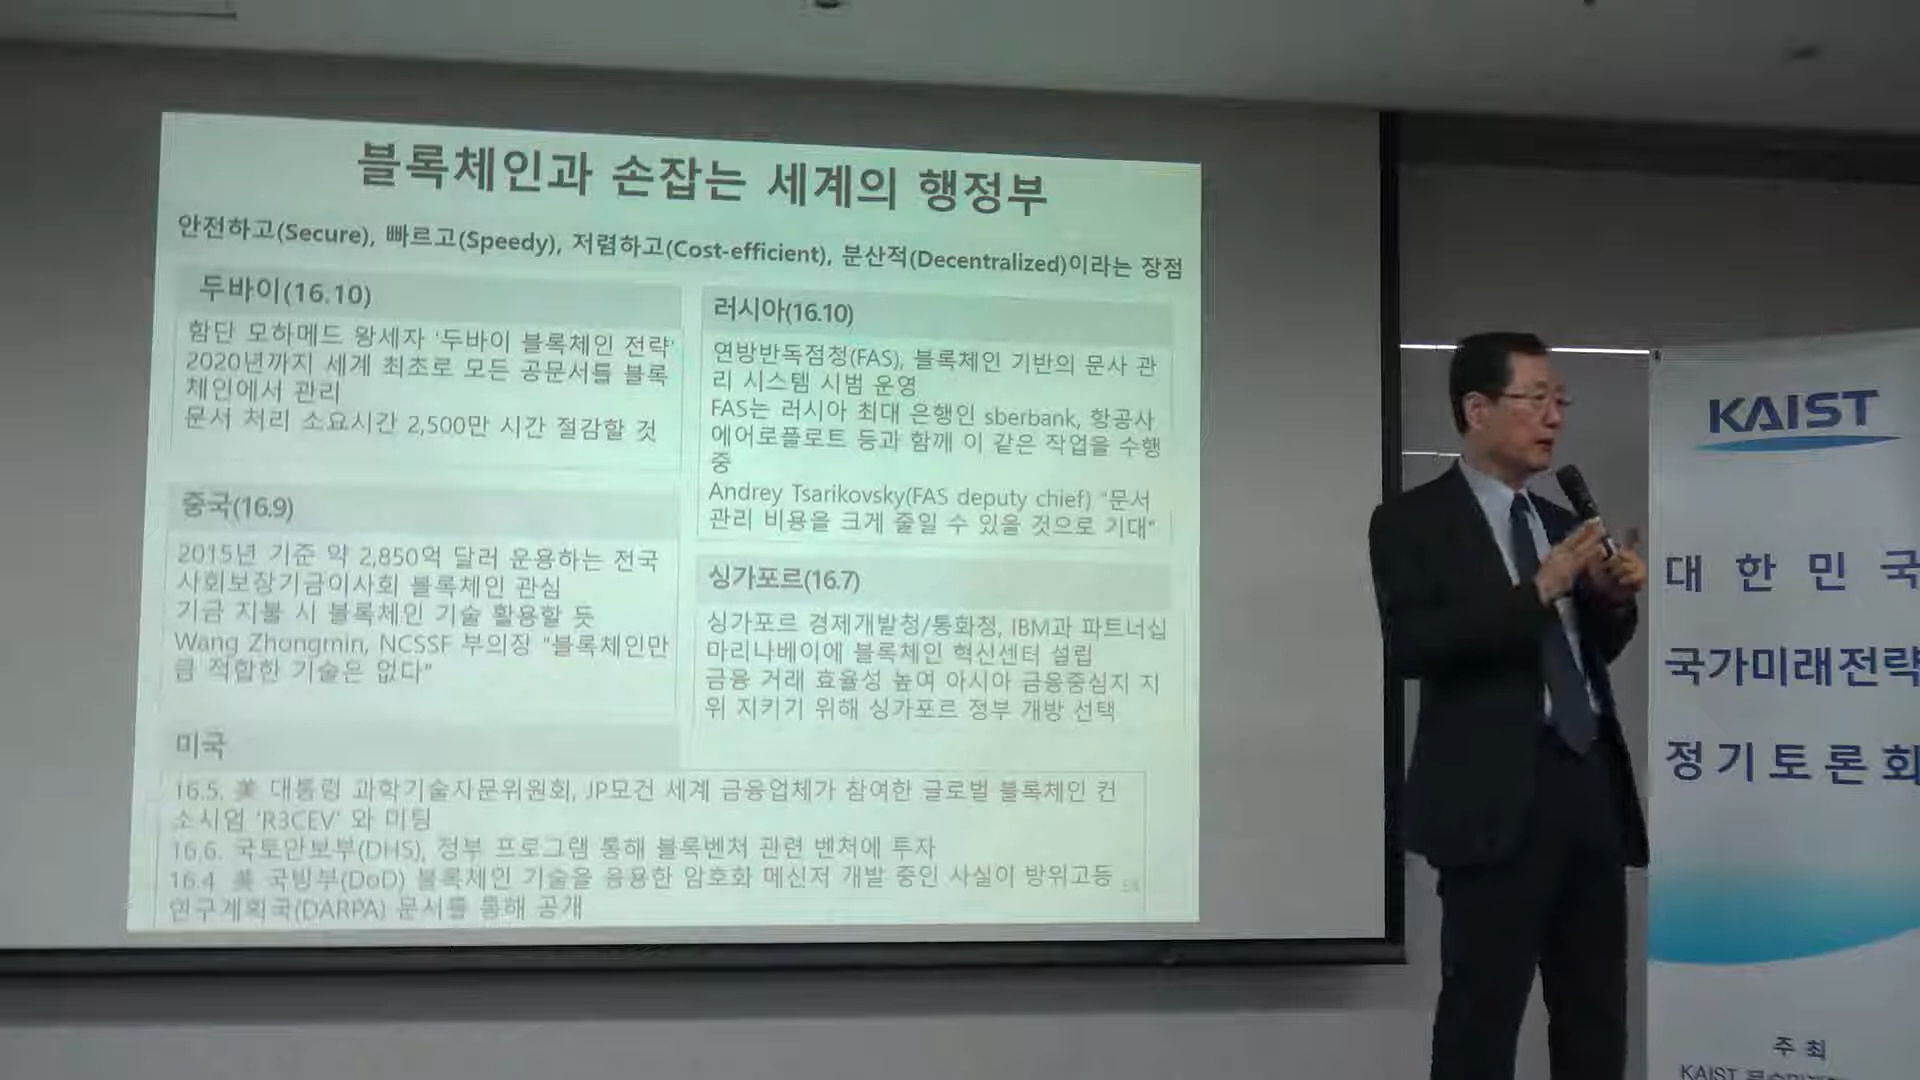 블록체인과 손잡는 세계의 행정부
안전하고(Secure), 빠르고(Speedy), 저렴하고(Cost-efficient), 분산적(Decentralized)이라는 장점
두바이(16.10)
함단 모하메드 왕세자 '두바이 블록체인 전략'
2020년까지 세계 최초로 모든 공문서를 블록
체인에서 관리
문서 처리 소요시간 2,500만 시간 절감할 것
중국(16.9)
2015년 기준 약 2,850억 달러 운용하는 전국
사회보장기금이사회 블록체인 관심
기금 지불 시 블록체인 기술 활용할 듯
Wang Zhongmin, NCSSF 부의장 "블록체인만
큼 적합한 기술은 없다"
러시아(16.10)
연방반독점청(FAS), 블록체인 기반의 문사 관
리 시스템 시범 운영
FAS는 러시아 최대 은행인 sberbank, 항공사
에어로플로트 등과 함께 이 같은 작업을 수행
중
Andrey Tsarikovsky(FAS deputy chief) "문서
관리 비용을 크게 줄일 수 있을 것으로 기대"
싱가포르(16.7)
싱가포르 경제개발청/통화청, IBM과 파트너십
마리나베이에 블록체인 혁신센터 설립
금융 거래 효율성 높여 아시아 금융중심지 지
위 지키기 위해 싱가포르 정부 개방 선택
미국
16.5. 美 대통령 과학기술자문위원회, JP모건 세계 금융업체가 참여한 글로벌 블록체인 컨
소시엄 'R3CEV' 와 미팅
16.6. 국토안보부(DHS), 정부 프로그램 통해 블록벤처 관련 벤처에 투자
16.4 美 국방부(DoD) 블록체인 기술을 응용한 암호화 메신저 개발 중인 사실이 방위고등
연구계획국(DARPA) 문서를 통해 공개
KAIST
대한민국
국가미래전략
정기토론회
주최
KAIST